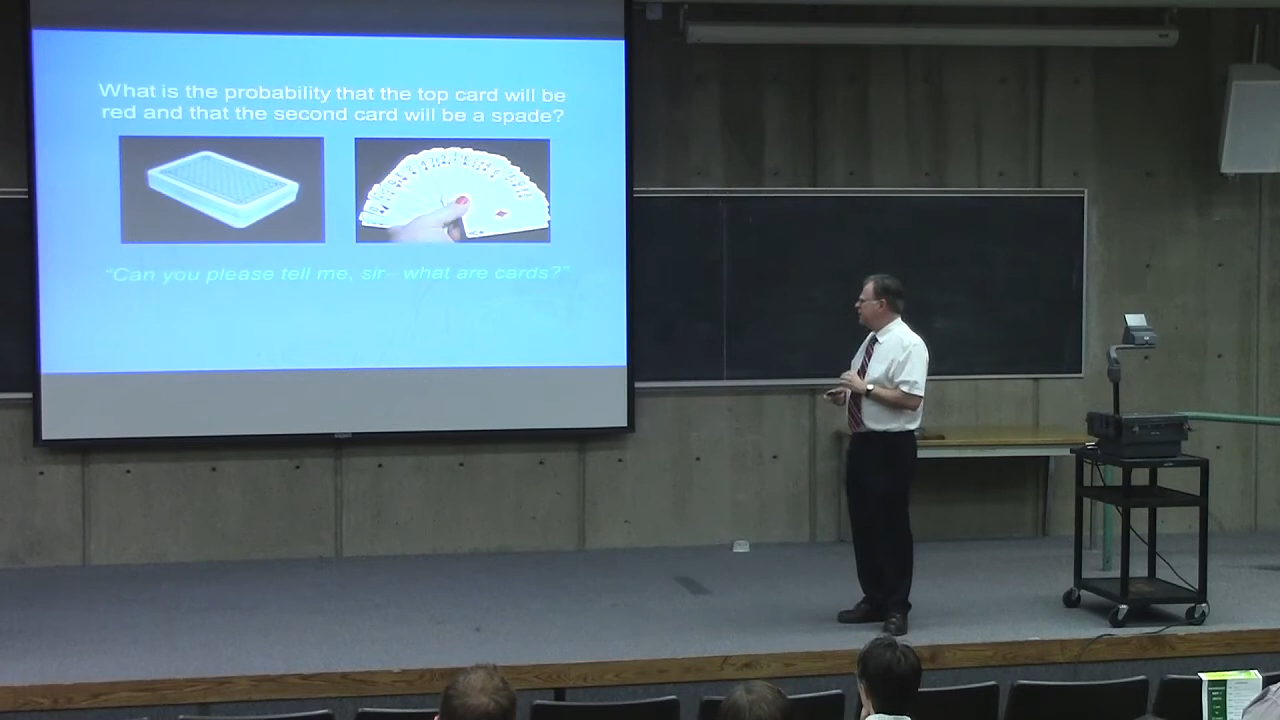 What is the probability that the top card will be
red and that the second card will be a spade?
"Can you please tell me, sir--what are cards?"